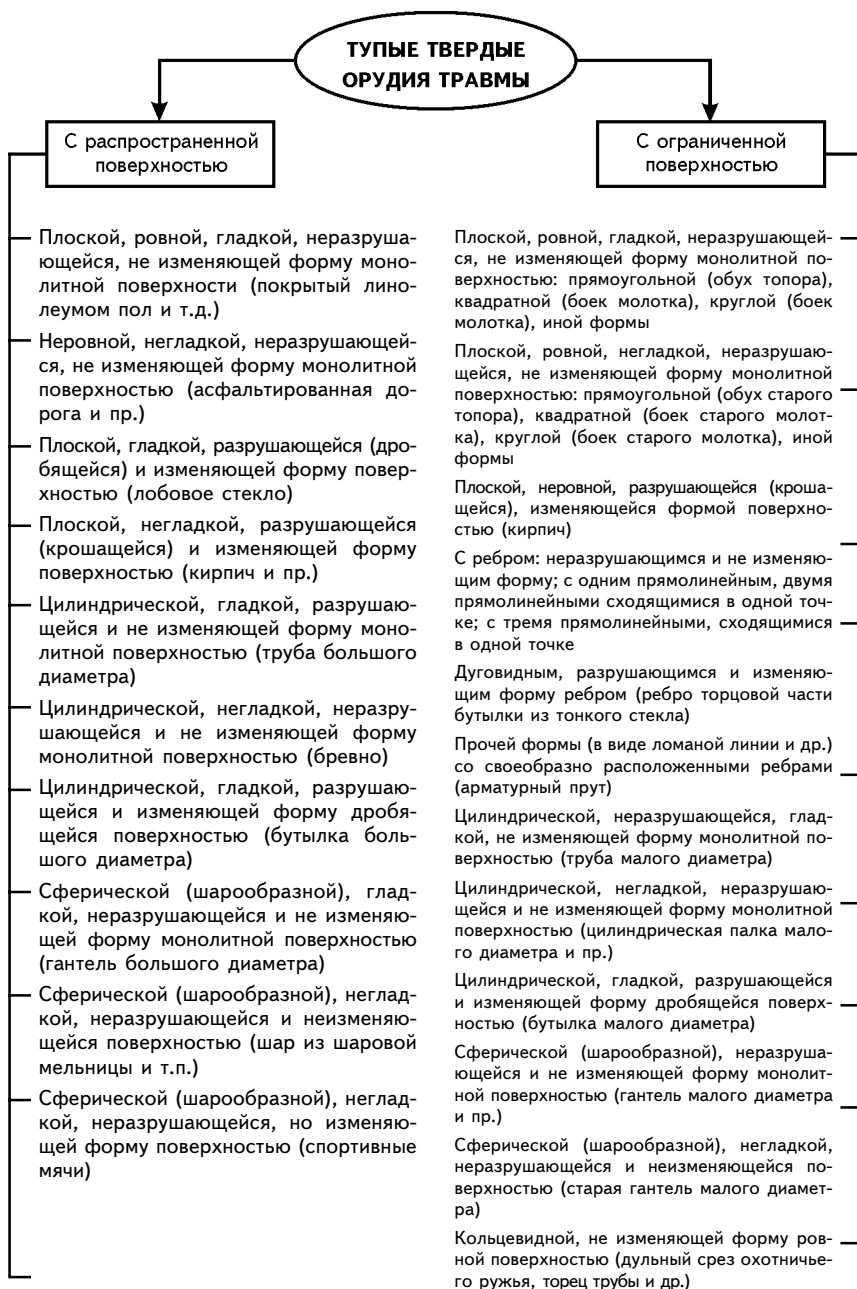 ТУПЫЕ ТВЕРДЫЕ
ОРУДИЯ ТРАВМЫ
С распространенной
поверхностью
Плоской, ровной, гладкой, неразруша-
ющейся, не изменяющей форму моно-
литной поверхности (покрытый лино-
леумом пол и т.д.)
Неровной, негладкой, неразрушающей-
ся, не изменяющей форму монолитной
поверхностью (асфальтированная до-
рога и пр.)
Плоской, гладкой, разрушающейся (дро-
бящейся) и изменяющей форму повер-
хностью (лобовое стекло)
Плоской, негладкой, разрушающейся
(крошащейся) и изменяющей форму
поверхностью (кирпич и пр.)
Цилиндрической, гладкой, разрушаю-
щейся и не изменяющей форму моно-
литной поверхностью (труба большого
диаметра)
Цилиндрической, негладкой, неразру-
шающейся и не изменяющей форму
монолитной поверхностью (бревно)
Цилиндрической, гладкой, разрушаю-
щейся и изменяющей форму дробя-
щейся поверхностью (бутылка боль-
шого диаметра)
Сферической (шарообразной), глад-
кой, неразрушающейся и не изменяю-
щей форму монолитной поверхностью
(гантель большого диаметра)
Сферической (шарообразной), неглад-
кой, неразрушающейся и неизменяю-
щейся поверхностью (шар из шаровой
мельницы и т.п.)
Сферической (шарообразной), неглад-
кой, неразрушающейся, но изменяю-
щей форму поверхностью (спортивные
мячи)
С ограниченной
поверхностью
Плоской, ровной, гладкой, неразрушающей-
ся, не изменяющей форму монолитной по-
верхностью: прямоугольной (обух топора),
квадратной (боек молотка), круглой (боек
молотка), иной формы
Плоской, ровной, негладкой, неразрушаю-
щейся, не изменяющей форму монолитной
поверхностью: прямоугольной (обух старого
топора), квадратной (боек старого молот-
ка), круглой (боек старого молотка), иной
формы
Плоской, неровной, разрушающейся (кроша-
щейся), изменяющейся формой поверхно-
стью (кирпич)
С ребром: неразрушающимся и не изменяю-
щим форму; с одним прямолинейным, двумя
прямолинейными сходящимися в одной точ-
ке; с тремя прямолинейными, сходящимися
в одной точке
Дуговидным, разрушающимся и изменяю-
щим форму ребром (ребро торцовой части
бутылки из тонкого стекла)
Прочей формы (в виде ломаной линии и др.)
со своеобразно расположенными ребрами
(арматурный прут)
Цилиндрической, неразрушающейся, глад-
кой, не изменяющей форму монолитной по-
верхностью (труба малого диаметра)
Цилиндрической, негладкой, неразрушаю-
щейся и не изменяющей форму монолитной
поверхностью (цилиндрическая палка мало-
го диаметра и пр.)
Цилиндрической, гладкой, разрушающейся
и изменяющей форму дробящейся поверх-
ностью (бутылка малого диаметра)
Сферической (шарообразной), неразруша-
ющейся и не изменяющей форму монолит-
ной поверхностью (гантель малого диаметра
и пр.)
Сферической (шарообразной), негладкой,
неразрушающейся и неизменяющейся по-
верхностью (старая гантель малого диамет-
ра)
Кольцевидной, не изменяющей форму ров-
ной поверхностью (дульный срез охотничье-
го ружья, торец трубы и др.)